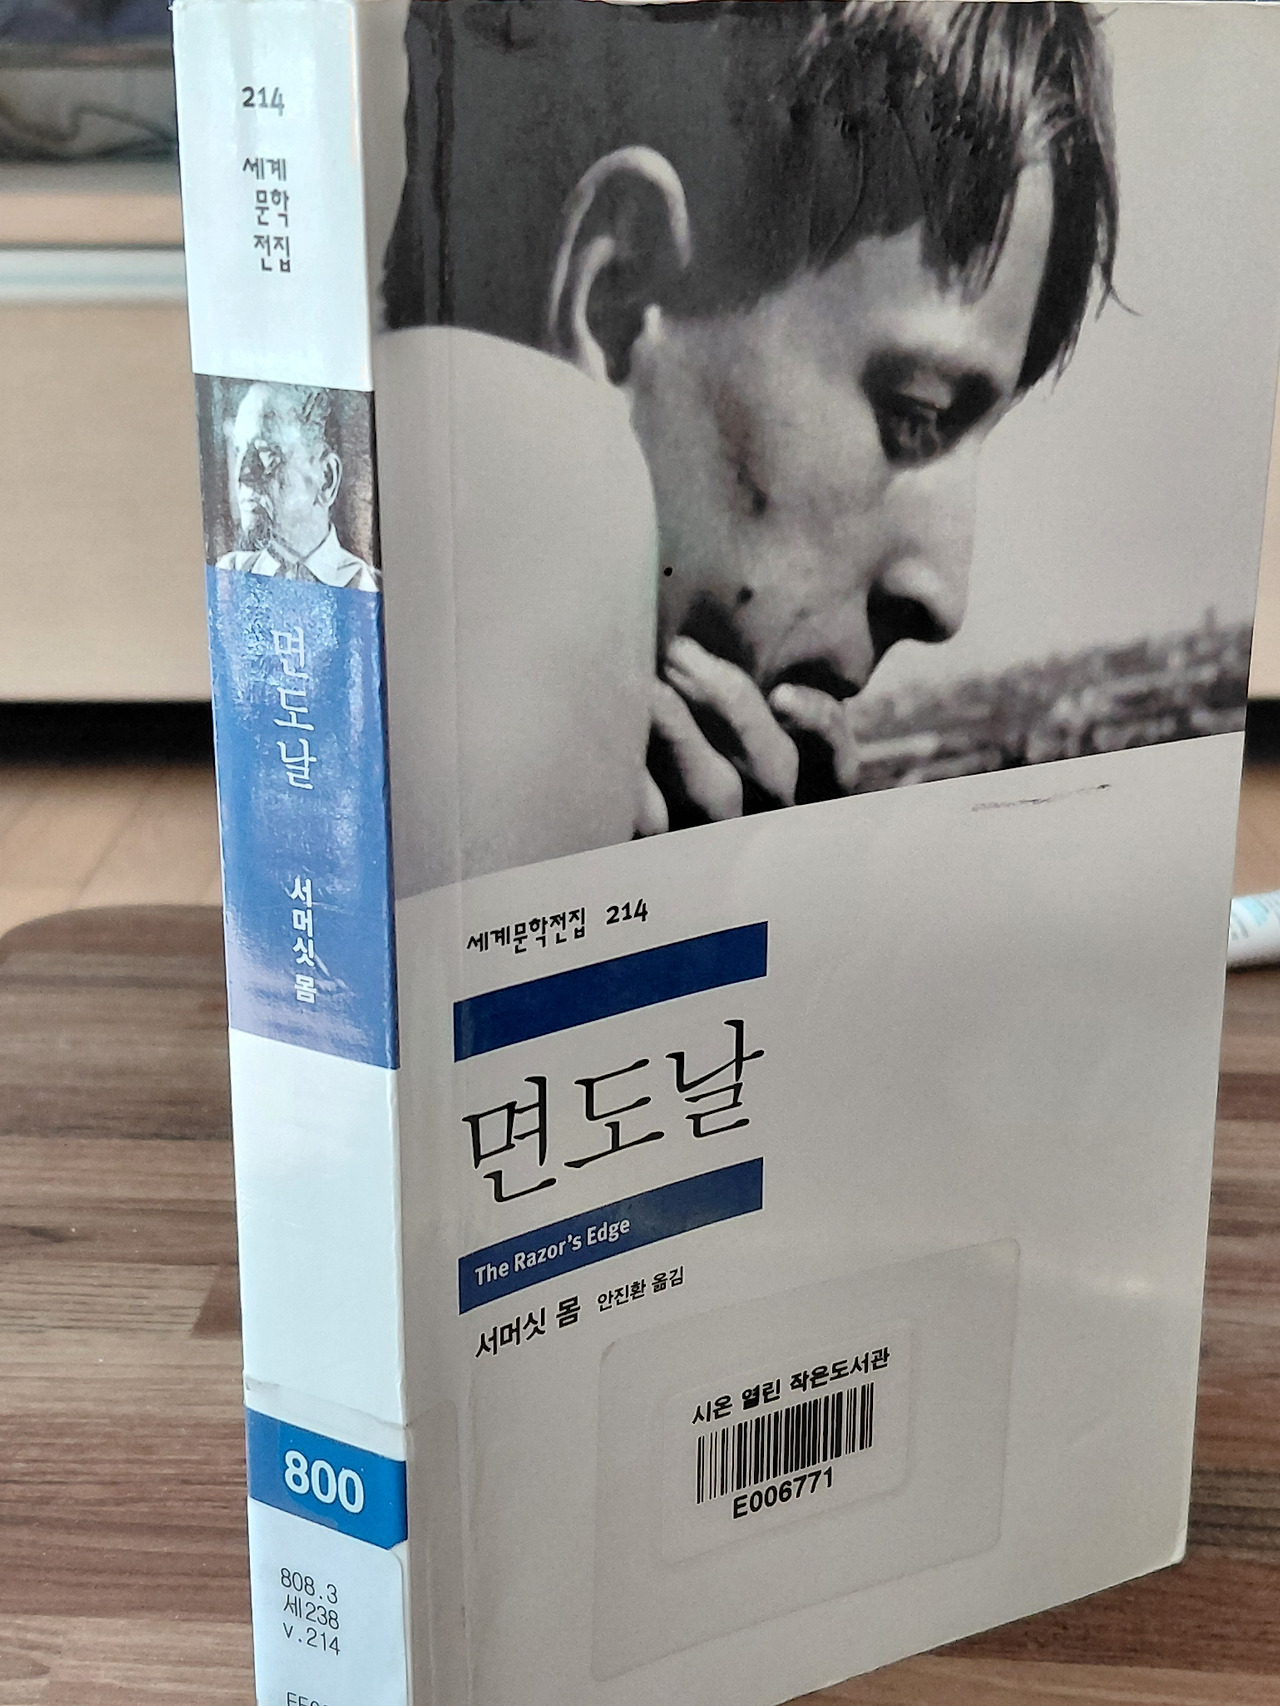 214
세계
문학
전집
면도날
서머싯 몸
800
808.3
세238
v.214
세계문학전집 214
면도날
The Razor's Edge
서머싯 몸 안진환 옮김
시온 열린 작은도서관
E006771